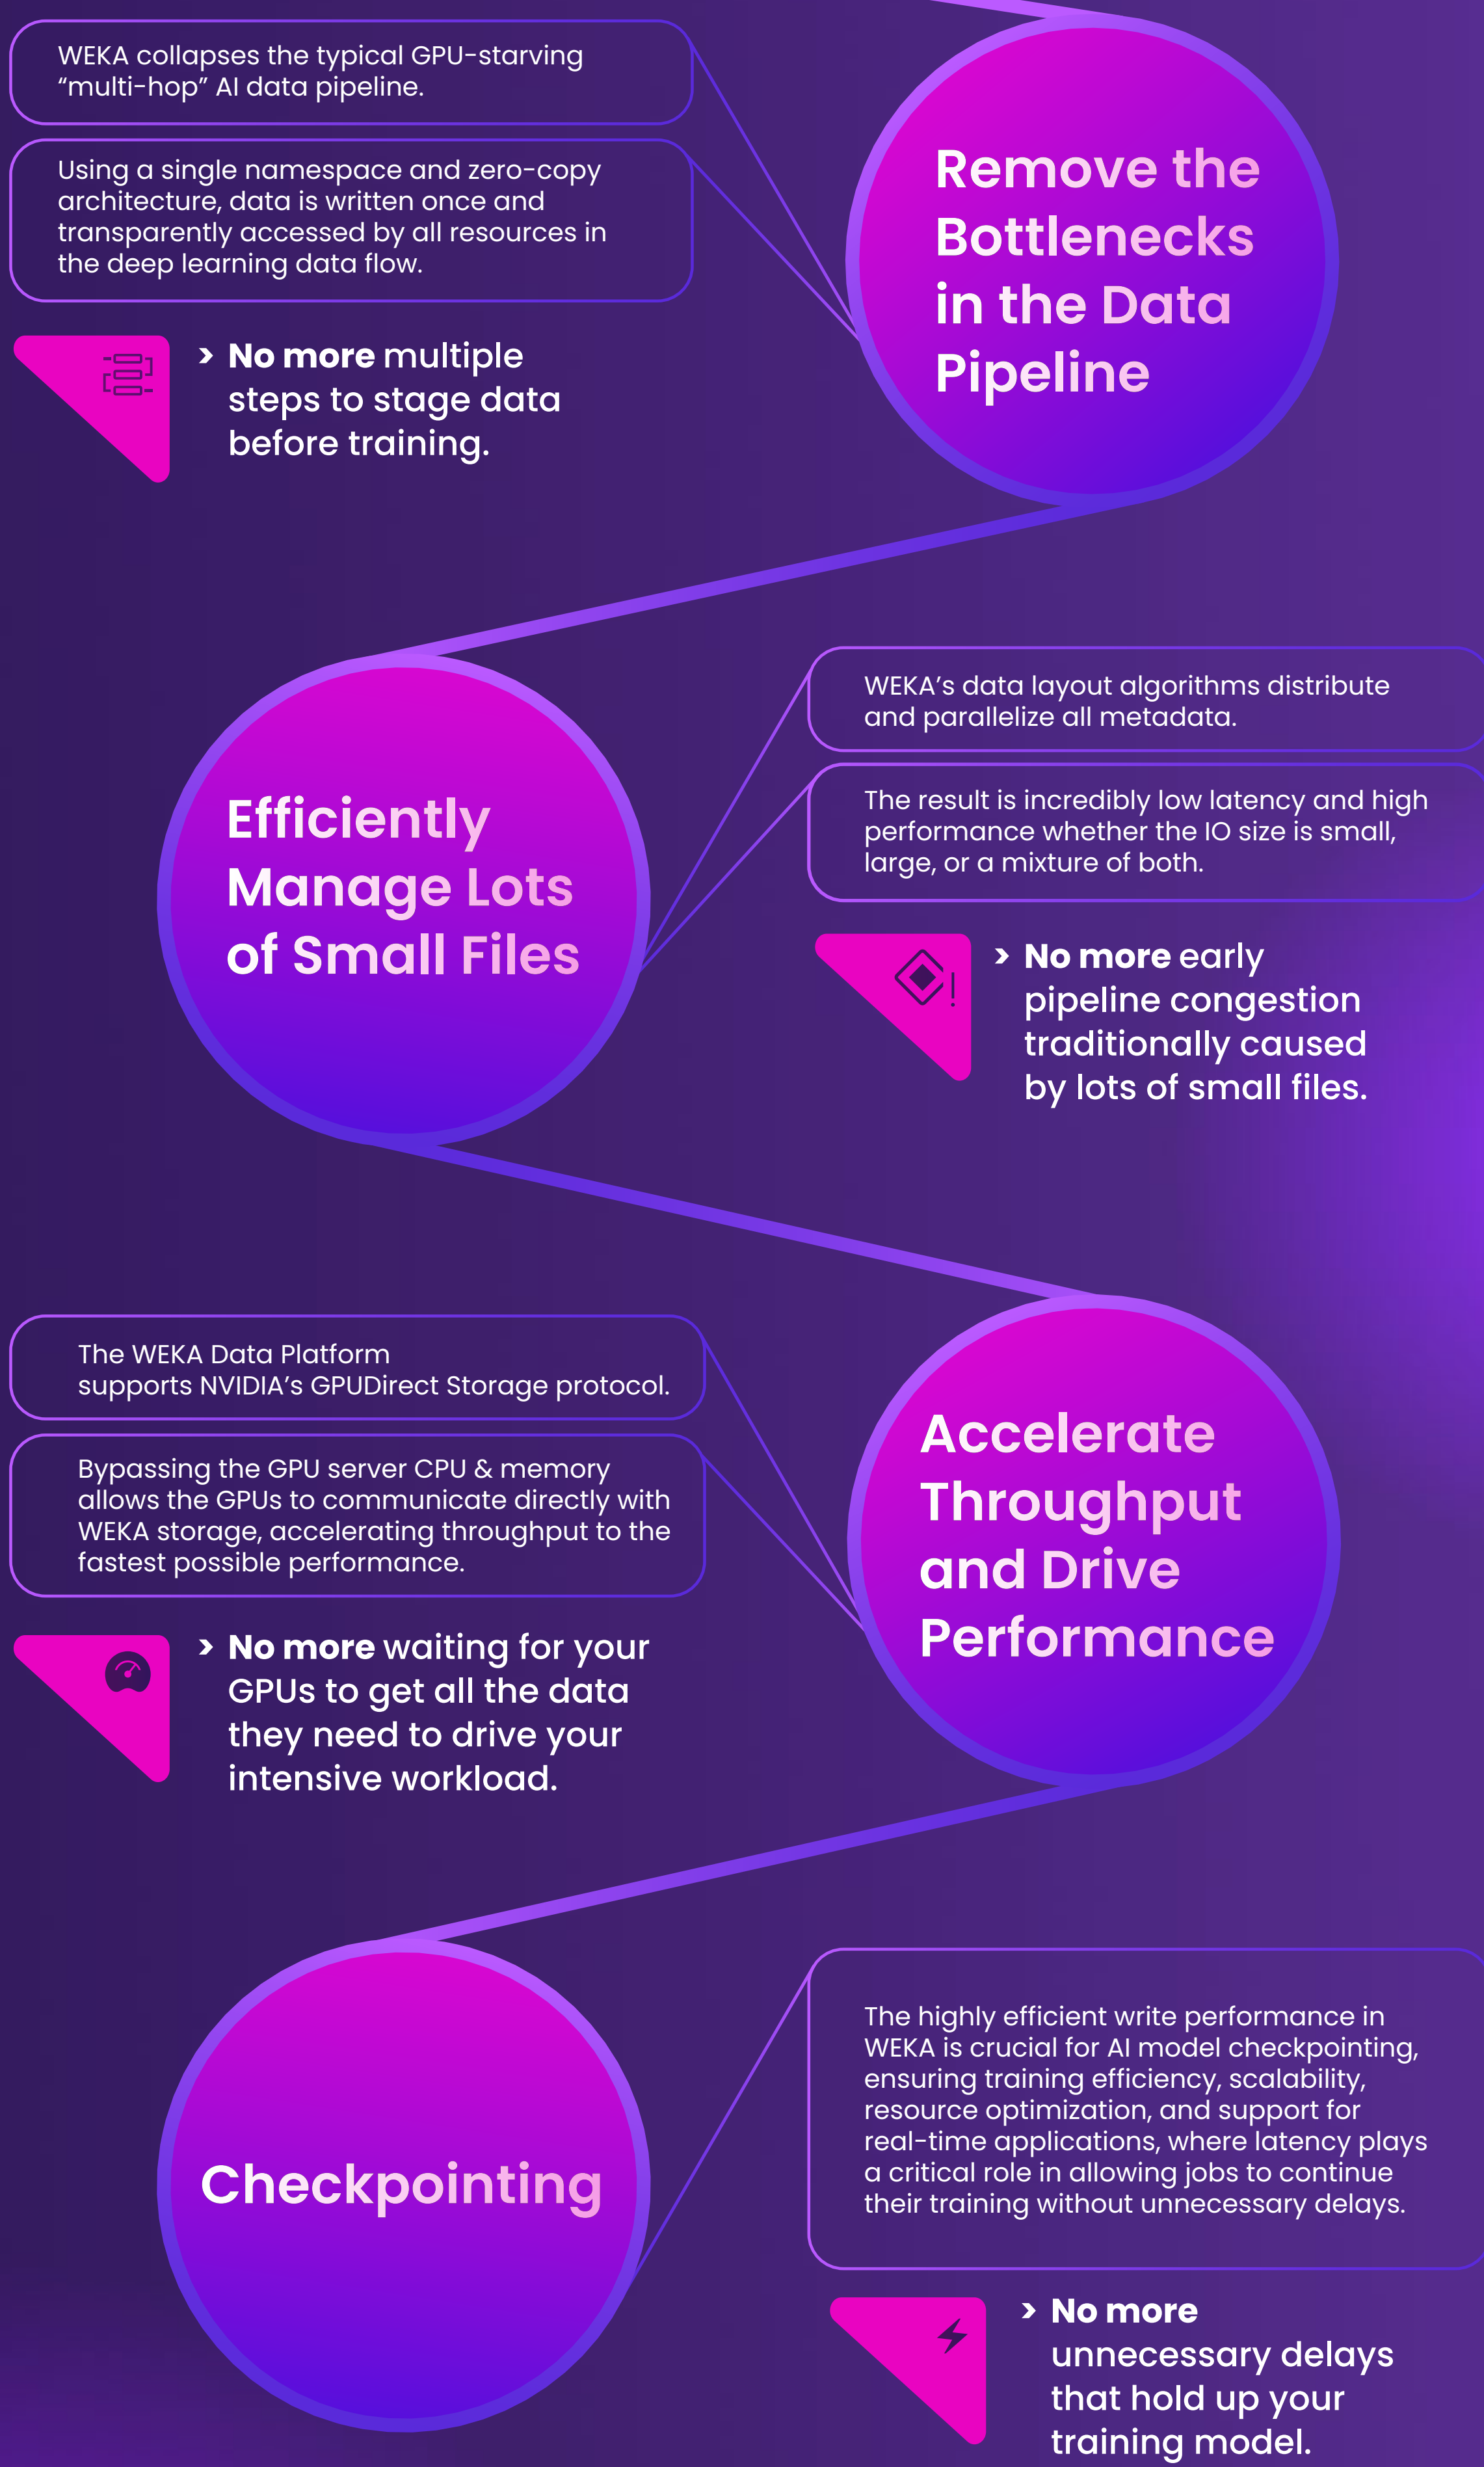 WEKA collapses the typical GPU-starving
“multi-hop” AI data pipeline.
Using a single namespace and zero-copy
architecture, data is written once and
transparently accessed by all resources in
the deep learning data flow.
› No more multiple
steps to stage data
before training.
Remove the
Bottlenecks
in the Data
Pipeline
Efficiently
Manage Lots
of Small Files
WEKA’s data layout algorithms distribute
and parallelize all metadata.
The result is incredibly low latency and high
performance whether the IO size is small,
large, or a mixture of both.
› No more early
pipeline congestion
traditionally caused
by lots of small files.
The WEKA Data Platform
supports NVIDIA’s GPUDirect Storage protocol.
Bypassing the GPU server CPU & memory
allows the GPUs to communicate directly with
WEKA storage, accelerating throughput to the
fastest possible performance.
› No more waiting for your
GPUs to get all the data
they need to drive your
intensive workload.
Accelerate
Throughput
and Drive
Performance
Checkpointing
The highly efficient write performance in
WEKA is crucial for AI model checkpointing,
ensuring training efficiency, scalability,
resource optimization, and support for
real-time applications, where latency plays
a critical role in allowing jobs to continue
their training without unnecessary delays.
› No more
unnecessary delays
that hold up your
training model.